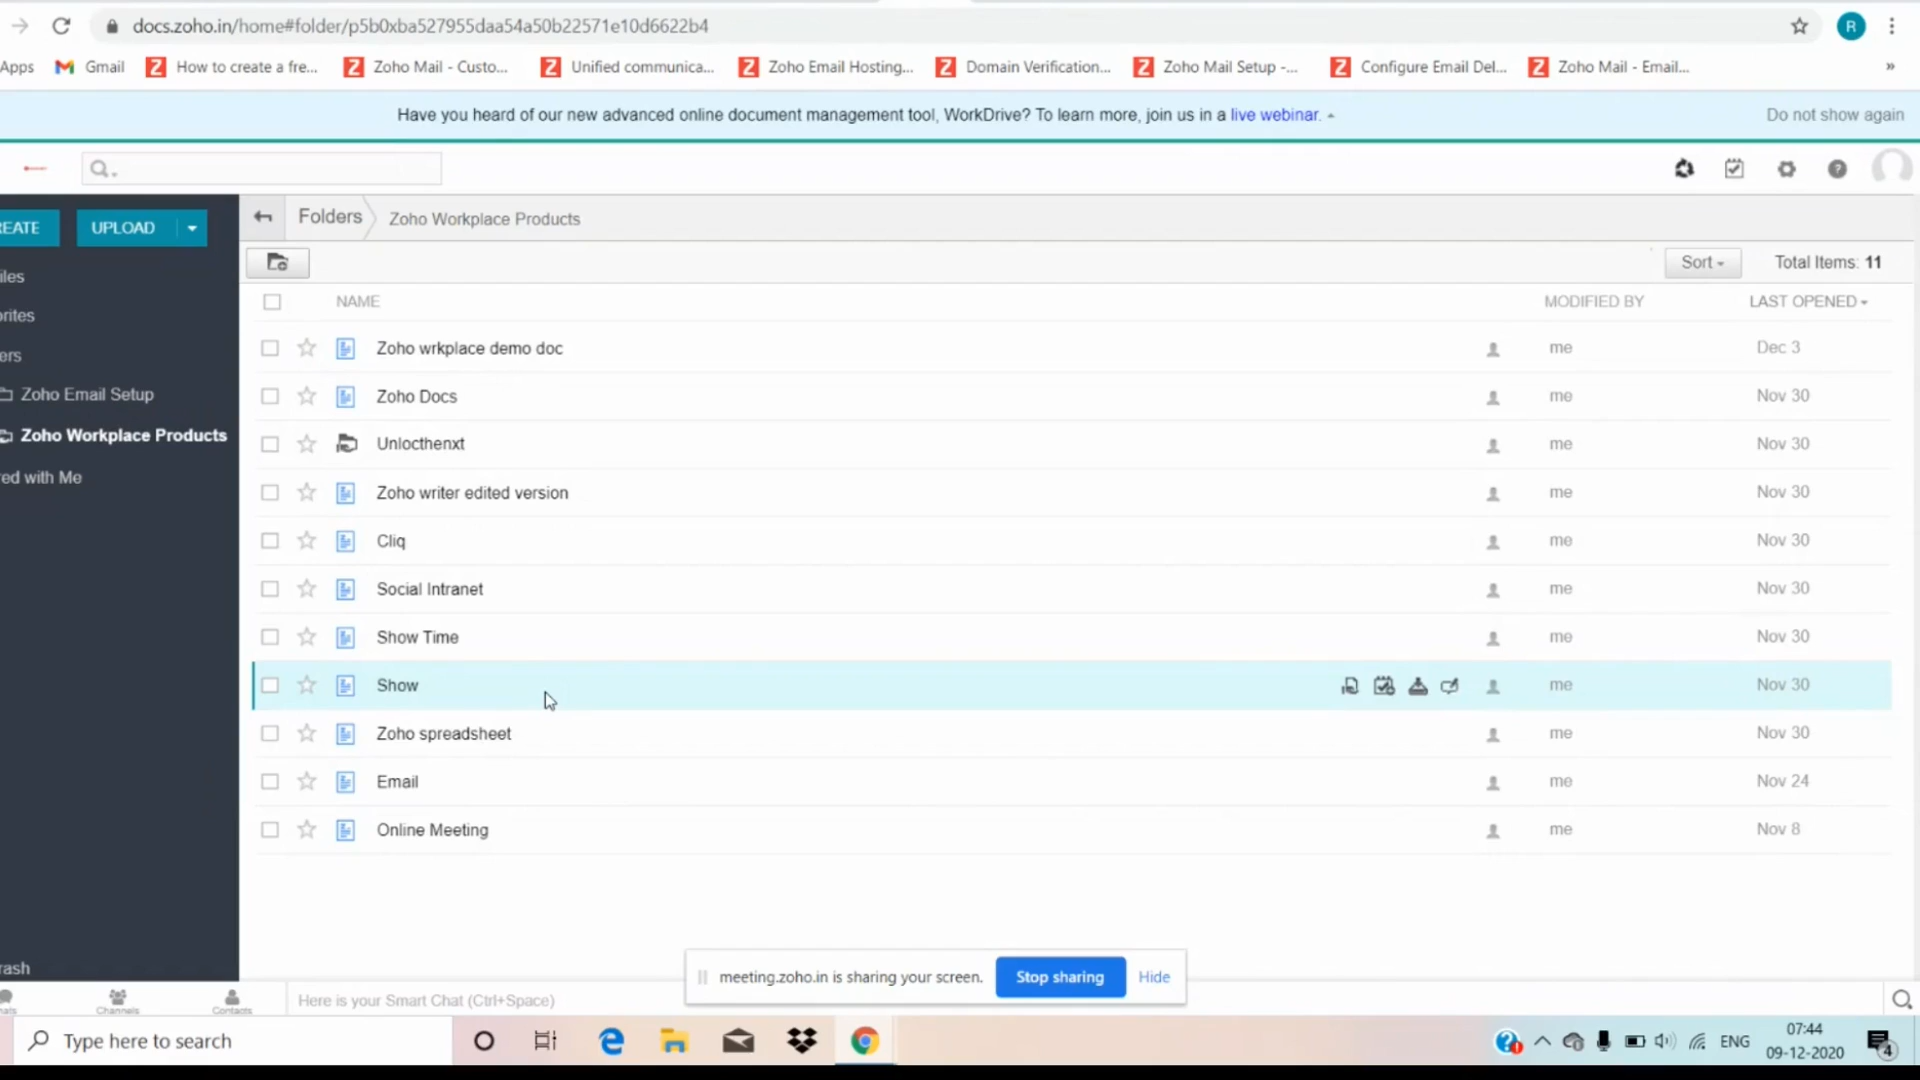 docs.zoho.in/home#folder/p5b0xba527955daa54a50b22571e10d6622b4
R
Apps Gmail How to create a fre... Zoho Mail - Custo... Unified communica... Zoho Email Hosting... Domain Verification... Zoho Mail Setup -... Configure Email Del... Zoho Mail - Email... »
Have you heard of our new advanced online document management tool, WorkDrive? To learn more, join us in a live webinar. Do not show again
REATE UPLOAD Folders Zoho Workplace Products
Sort Total Items: 11
iles
NAME MODIFIED BY LAST OPENED
rites
Zoho wrkplace demo doc me Dec 3
ers
Zoho Docs me Nov 30
Zoho Email Setup
Zoho Workplace Products
Unlocthenxt me Nov 30
red with Me
Zoho writer edited version me Nov 30
Cliq me Nov 30
Social Intranet me Nov 30
Show Time me Nov 30
Show me Nov 30
Zoho spreadsheet me Nov 30
Email me Nov 24
Online Meeting me Nov 8
rash
meeting.zoho.in is sharing your screen. Stop sharing Hide
hats Channels Contacts Here is your Smart Chat (Ctrl+Space)
Type here to search ENG 07:44
09-12-2020 4